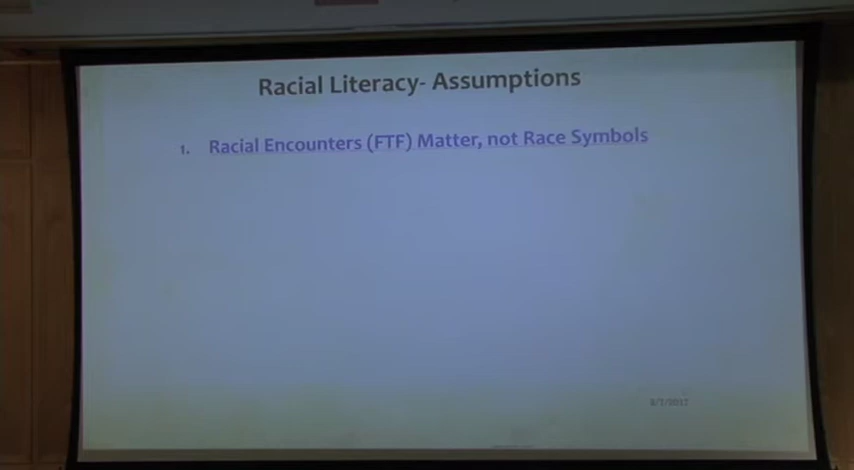 Racial Literacy- Assumptions
1. Racial Encounters (FTF) Matter, not Race Symbols